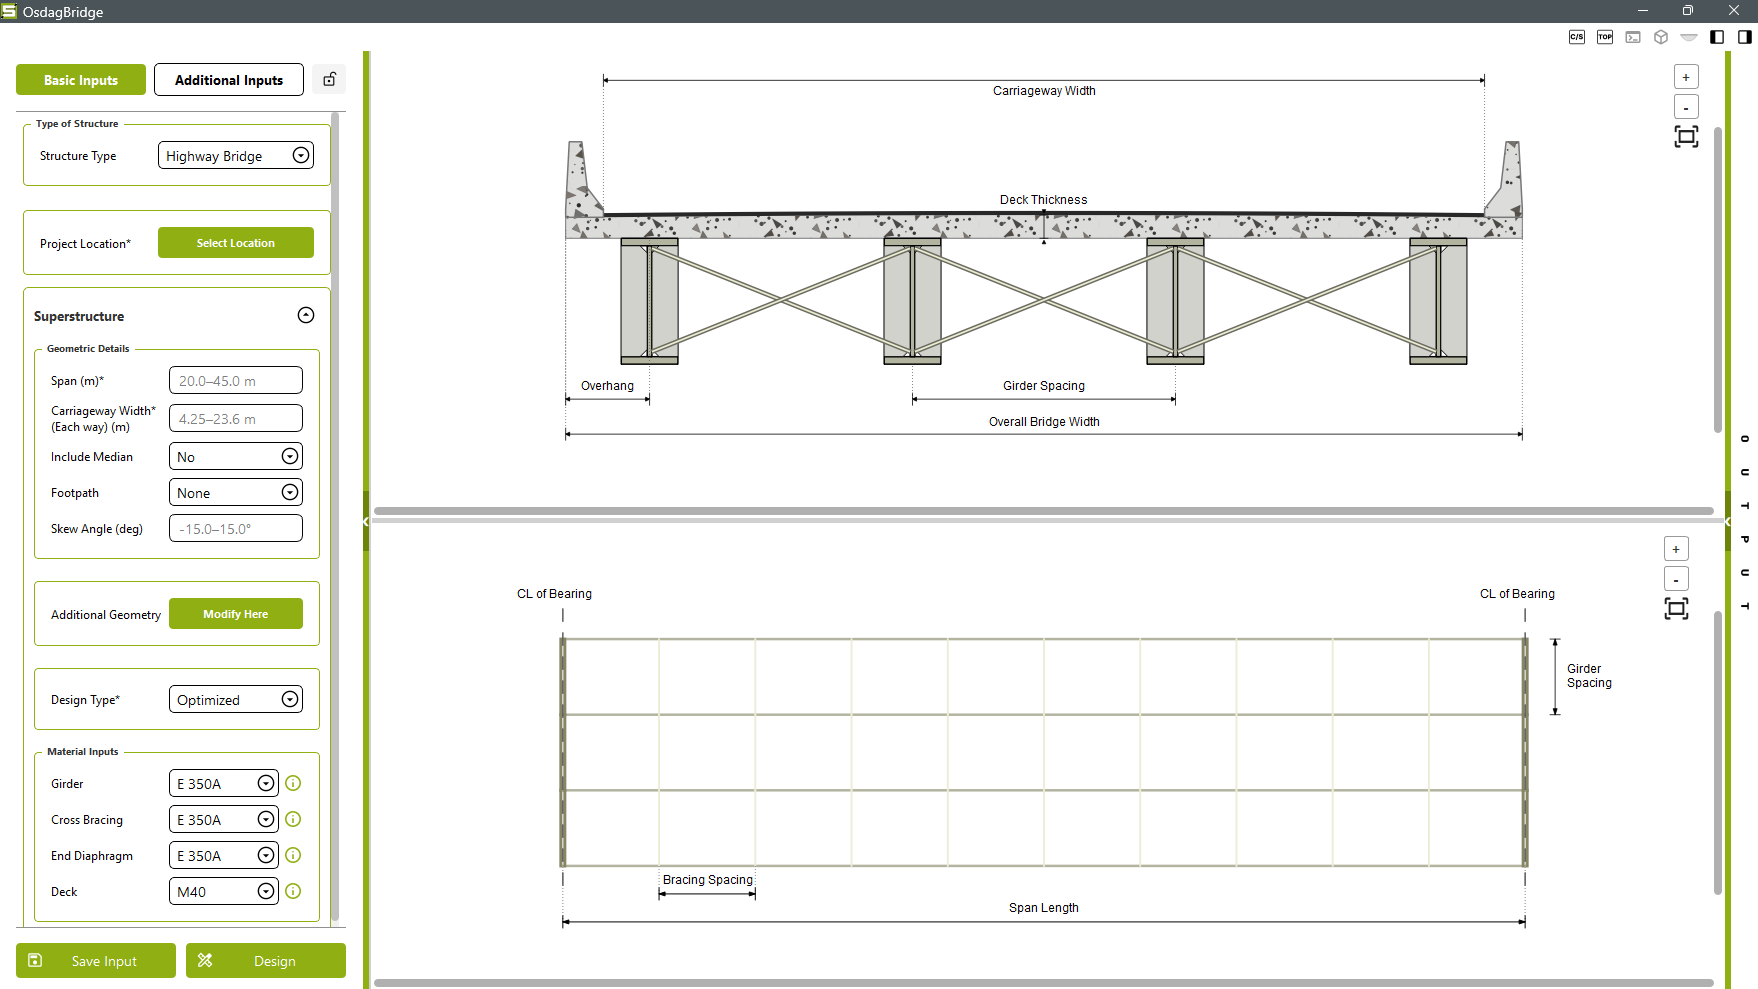 OsdagBridge
C/S
TOP
Basic Inputs
Additional Inputs
Type of Structure
Structure Type
Highway Bridge
Project Location*
Select Location
Superstructure
Geometric Details
Span (m)*
20.0–45.0 m
Carriageway Width*
(Each way) (m)
4.25–23.6 m
Include Median
No
Footpath
None
Skew Angle (deg)
-15.0–15.0°
Additional Geometry
Modify Here
Design Type*
Optimized
Material Inputs
Girder
E 350A
Cross Bracing
E 350A
End Diaphragm
E 350A
Deck
M40
Save Input
Design
Carriageway Width
Deck Thickness
Overhang
Girder Spacing
Overall Bridge Width
+
-
CL of Bearing
CL of Bearing
Girder
Spacing
Bracing Spacing
Span Length
+
-
OUTPUT